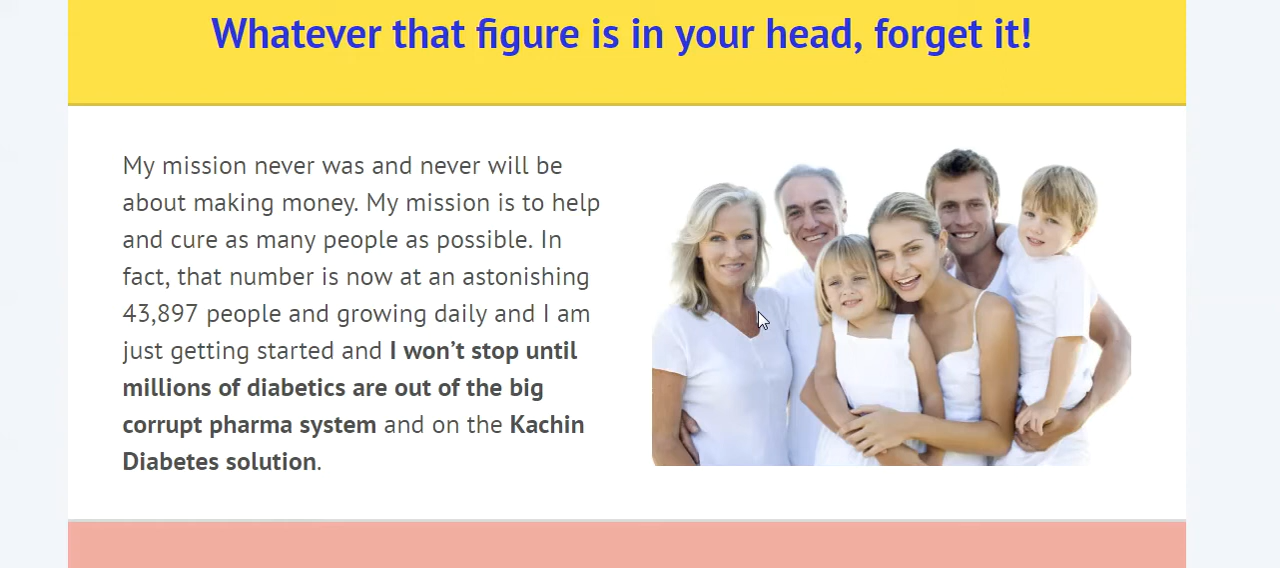 Whatever that figure is in your head, forget it!
My mission never was and never will be
about making money. My mission is to help
and cure as many people as possible. In
fact, that number is now at an astonishing
43,897 people and growing daily and I am
just getting started and I won’t stop until
millions of diabetics are out of the big
corrupt pharma system and on the Kachin
Diabetes solution.